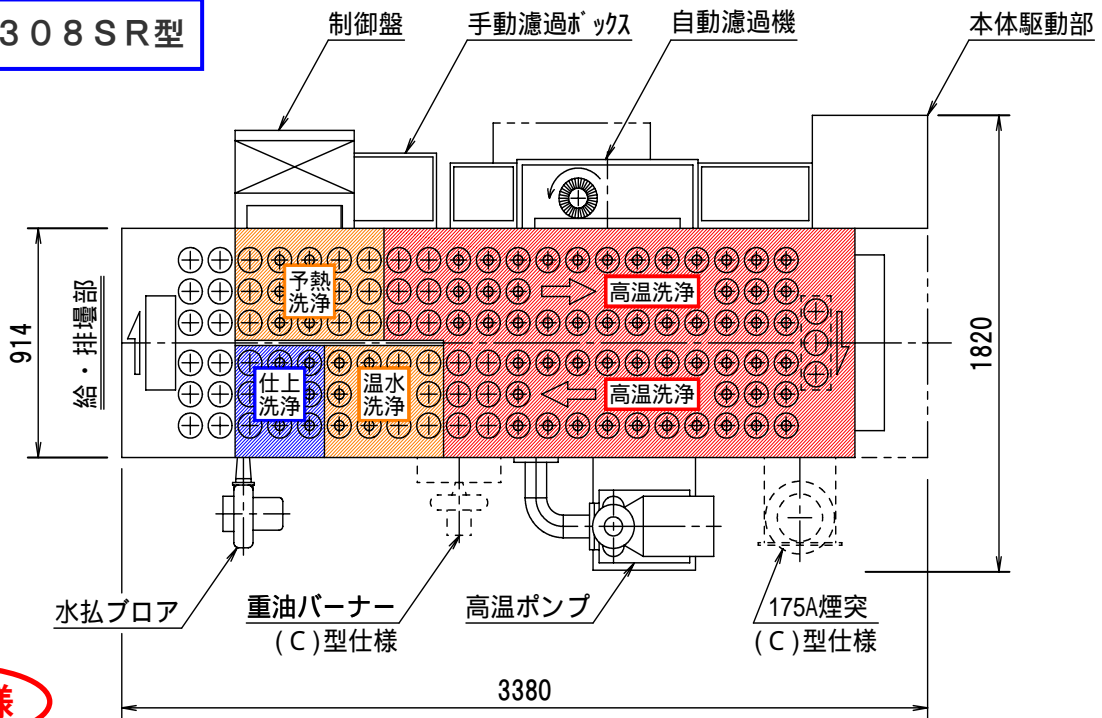 308SR型
制御盤
手動濾過ボックス
自動濾過機
本体駆動部
予熱
洗浄
高温洗浄
914
給・排壜部
1820
仕上
洗浄
温水
洗浄
高温洗浄
水払ブロア
重油バーナー
(C)型仕様
高温ポンプ
175A煙突
(C)型仕様
様
3380